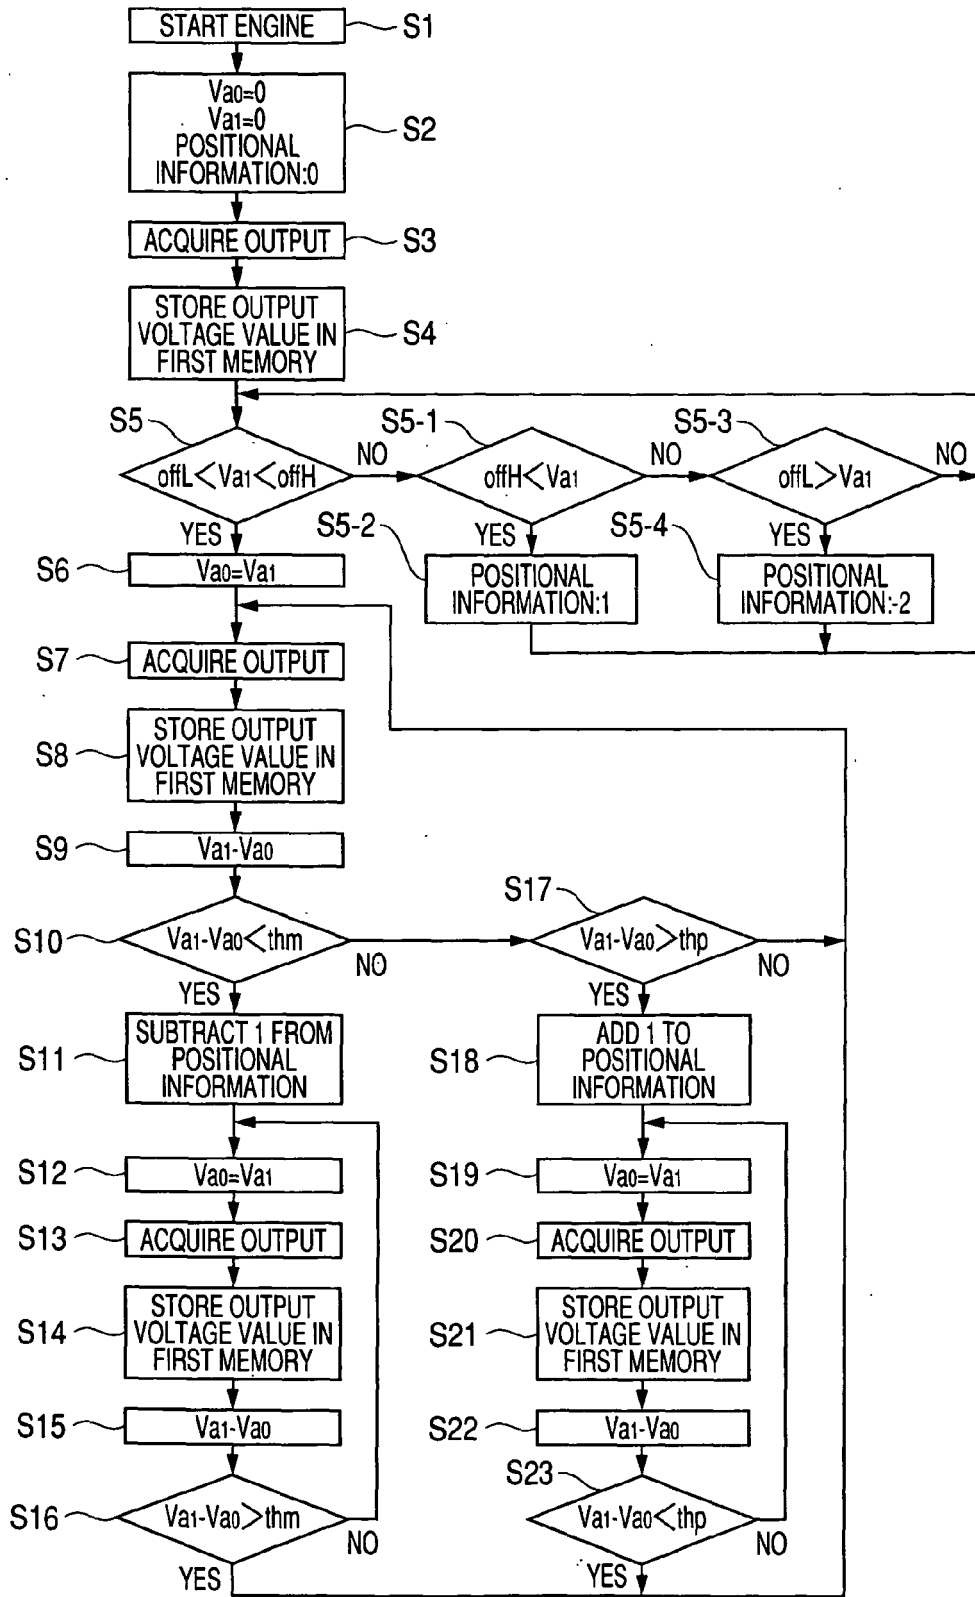 START ENGINE
S1
Va0=0
Va1=0
POSITIONAL
INFORMATION:0
S2
ACQUIRE OUTPUT
S3
STORE OUTPUT
VOLTAGE VALUE IN
FIRST MEMORY
S4
S5
offL<Va1<offH
NO
YES
S5-1
offH<Va1
NO
YES
S5-3
offL>Va1
NO
YES
S5-2
POSITIONAL
INFORMATION:1
S5-4
POSITIONAL
INFORMATION:-2
S6
Va0=Va1
S7
ACQUIRE OUTPUT
S8
STORE OUTPUT
VOLTAGE VALUE IN
FIRST MEMORY
S9
Va1-Va0
S10
Va1-Va0<thm
NO
YES
S17
Va1-Va0>thp
NO
YES
S11
SUBTRACT 1 FROM
POSITIONAL
INFORMATION
S18
ADD 1 TO
POSITIONAL
INFORMATION
S12
Va0=Va1
S19
Va0=Va1
S13
ACQUIRE OUTPUT
S20
ACQUIRE OUTPUT
S14
STORE OUTPUT
VOLTAGE VALUE IN
FIRST MEMORY
S21
STORE OUTPUT
VOLTAGE VALUE IN
FIRST MEMORY
S15
Va1-Va0
S22
Va1-Va0
S16
Va1-Va0>thm
NO
YES
S23
Va1-Va0<thp
NO
YES